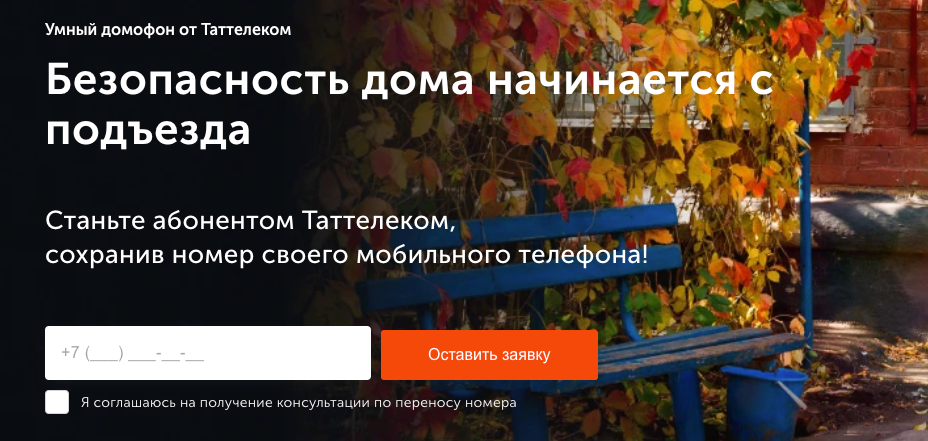 Умный домофон от Таттелеком
Безопасность дома начинается с
подъезда
Станьте абонентом Таттелеком,
сохранив номер своего мобильного телефона!
+7 (___) ___-__-__
Оставить заявку
Я соглашаюсь на получение консультации по переносу номера